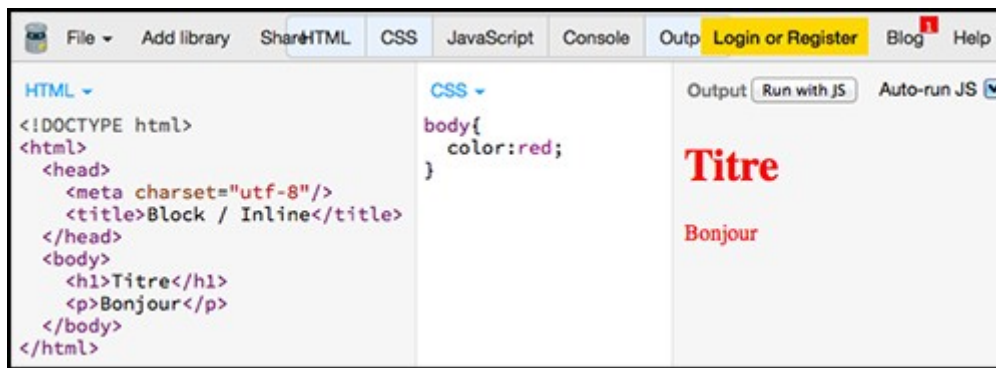 File Add library Share HTML CSS JavaScript Console Outp Login or Register Blog 1 Help
HTML
<!DOCTYPE html>
<html>
<head>
<meta charset="utf-8"/>
<title>Block / Inline</title>
</head>
<body>
<h1>Titre</h1>
<p>Bonjour</p>
</body>
</html>
CSS
body{
color:red;
}
Output Run with JS Auto-run JS
Titre
Bonjour